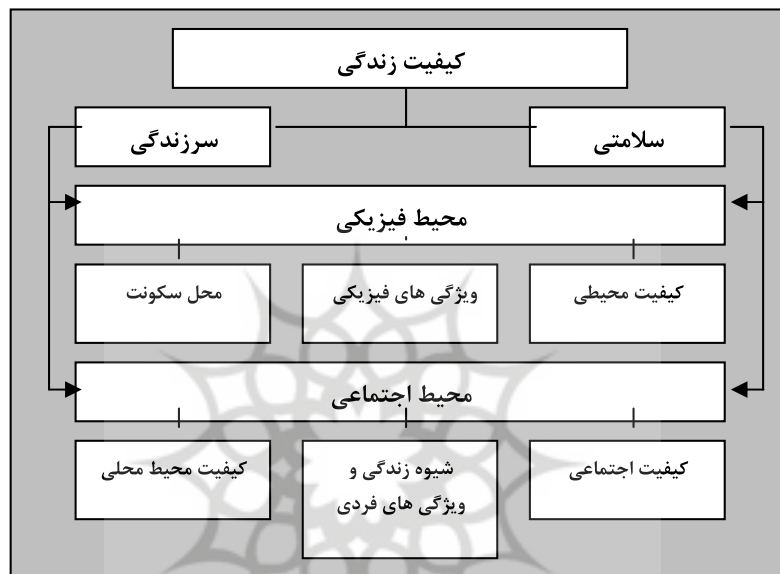 کیفیت زندگی
سلامتی
سرزندگی
محیط فیزیکی
کیفیت محیطی
ویژگی های فیزیکی
محل سکونت
محیط اجتماعی
کیفیت اجتماعی
شیوه زندگی و
ویژگی های فردی
کیفیت محیط محلی